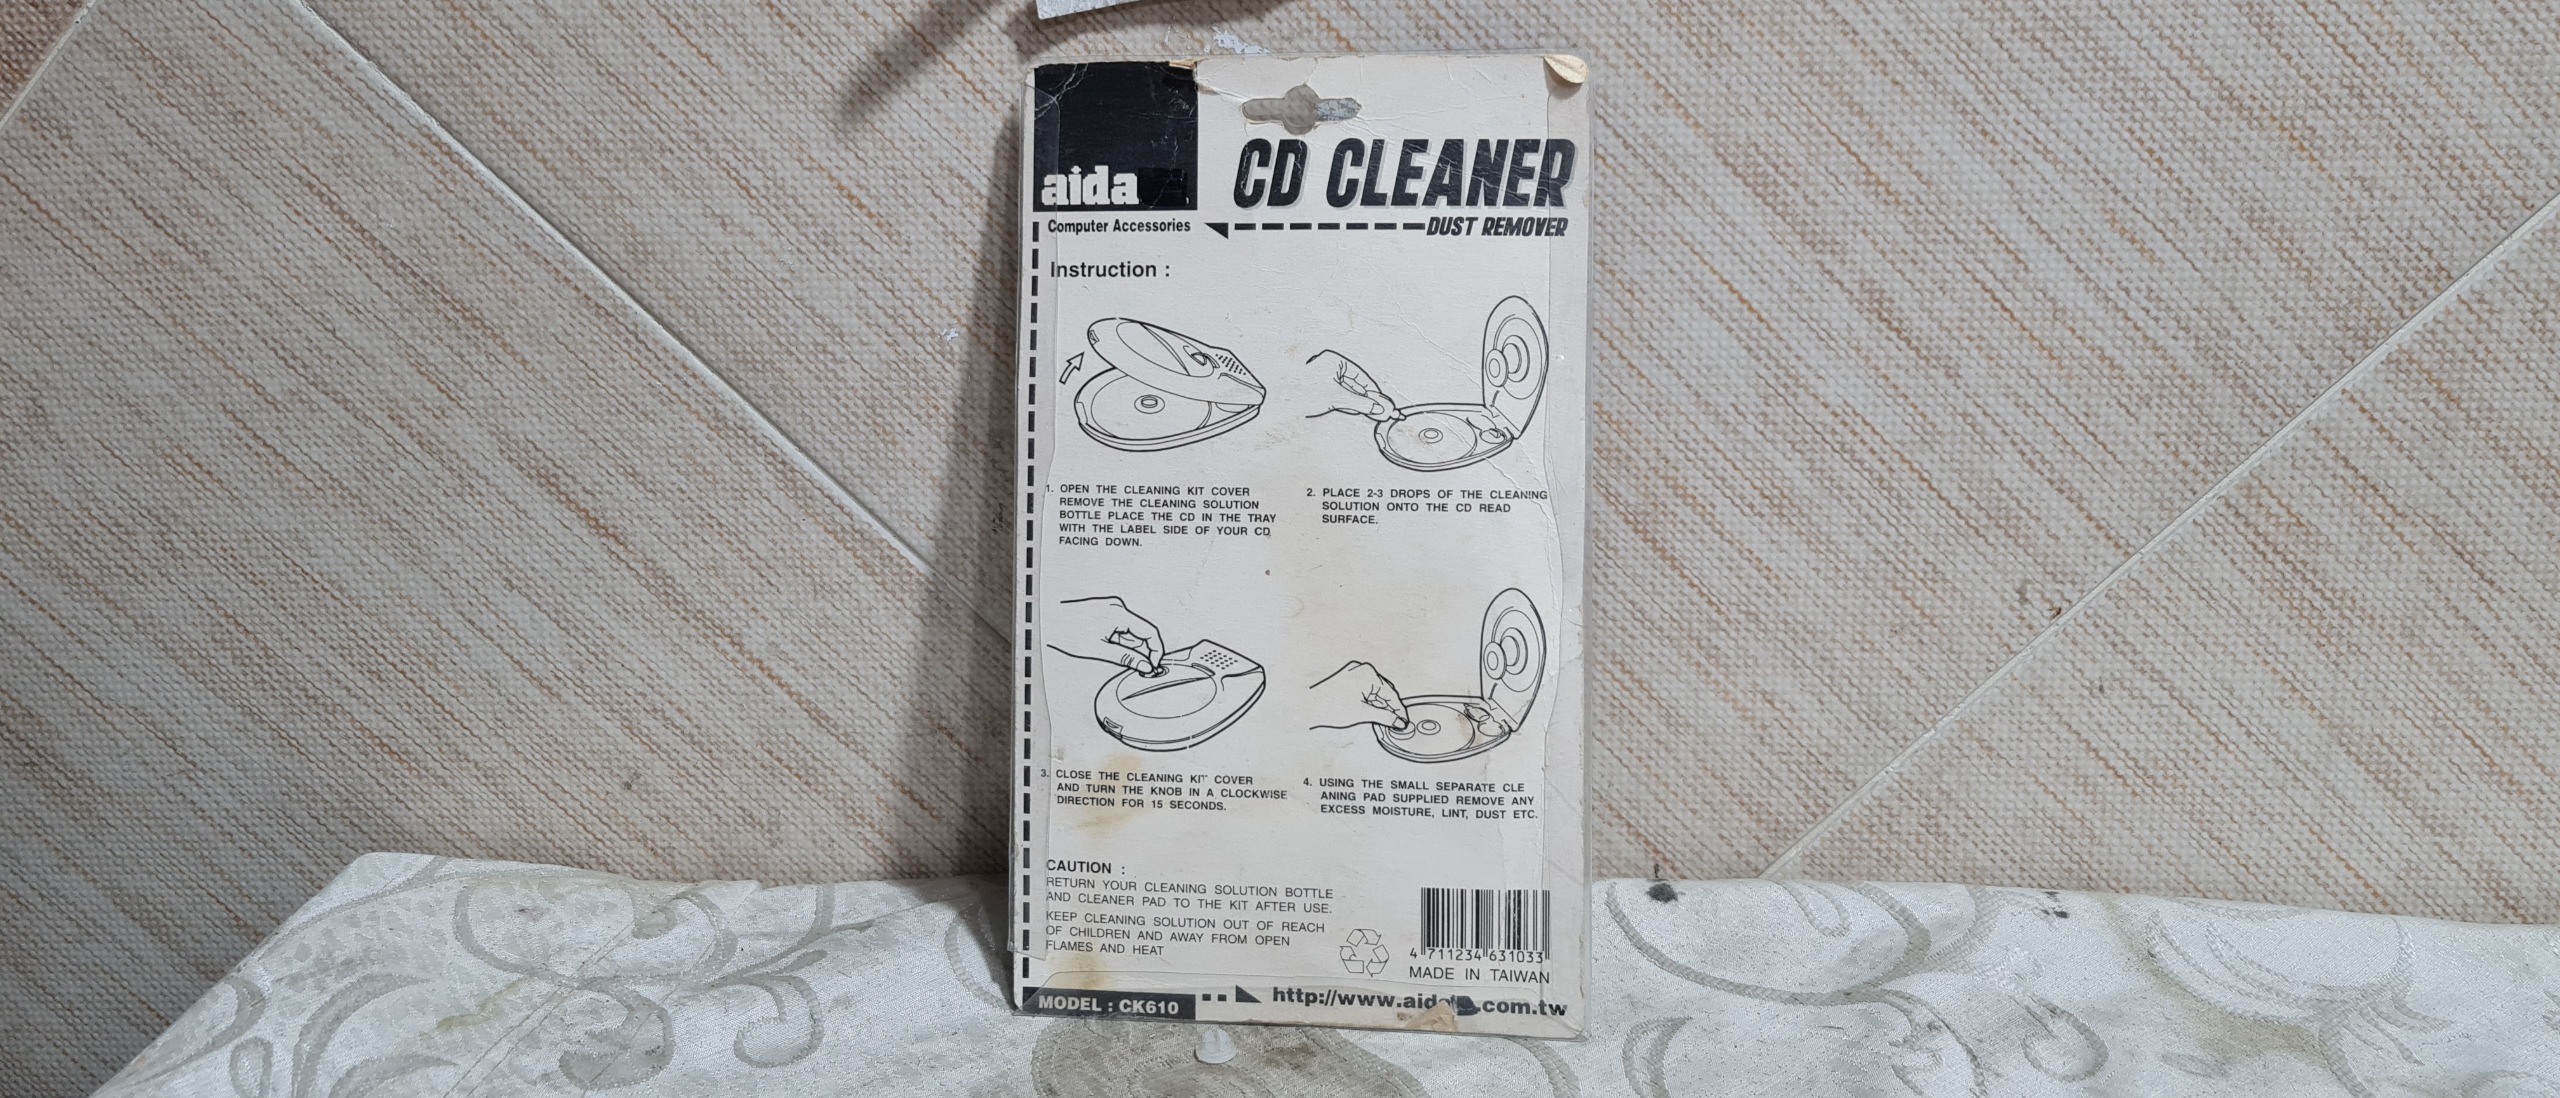 aida
CD CLEANER
Computer Accessories
DUST REMOVER
Instruction :
1. OPEN THE CLEANING KIT COVER
REMOVE THE CLEANING SOLUTION
BOTTLE PLACE THE CD IN THE TRAY
WITH THE LABEL SIDE OF YOUR CD
FACING DOWN.
2. PLACE 2-3 DROPS OF THE CLEANING
SOLUTION ONTO THE CD READ
SURFACE.
3. CLOSE THE CLEANING KIT COVER
AND TURN THE KNOB IN A CLOCKWISE
DIRECTION FOR 15 SECONDS.
4. USING THE SMALL SEPARATE CLE
ANING PAD SUPPLIED REMOVE ANY
EXCESS MOISTURE, LINT, DUST ETC.
CAUTION :
RETURN YOUR CLEANING SOLUTION BOTTLE
AND CLEANER PAD TO THE KIT AFTER USE.
KEEP CLEANING SOLUTION OUT OF REACH
OF CHILDREN AND AWAY FROM OPEN
FLAMES AND HEAT
4 711234 631033
MADE IN TAIWAN
MODEL : CK610
http://www.aida .com.tw